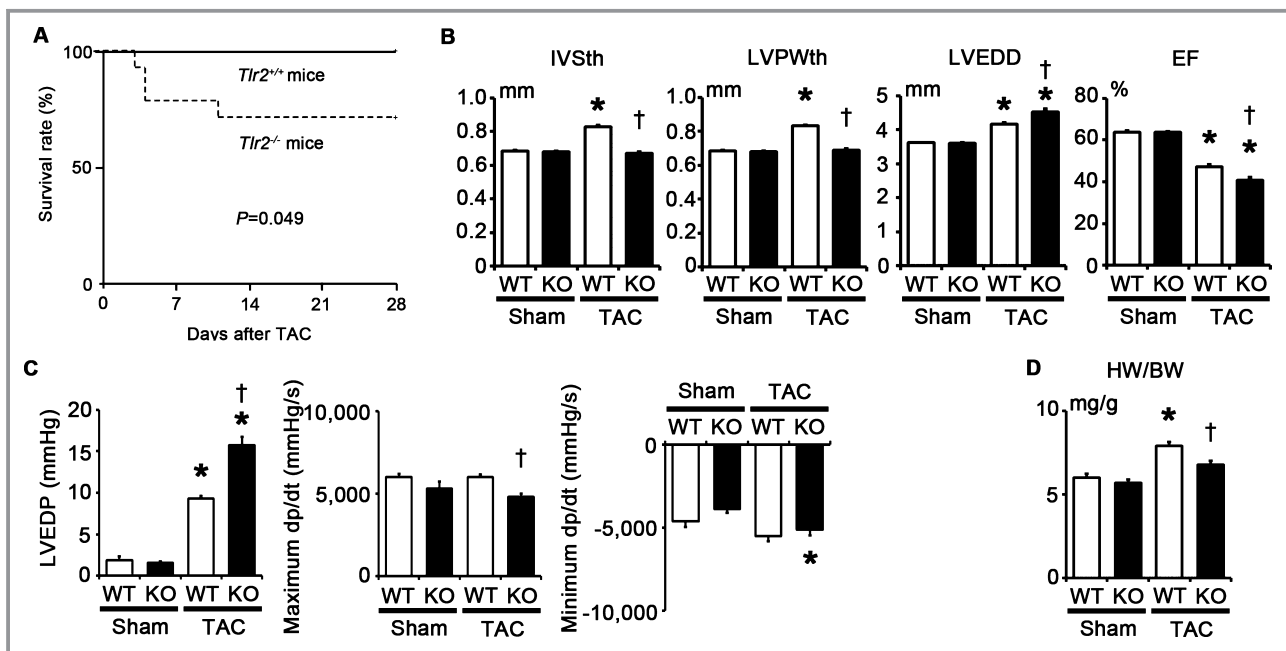 A
100
50
0
Survival rate (%)
Tlr2+/+ mice
Tlr2-/- mice
P=0.049
0 7 14 21 28
Days after TAC
B
IVSth
mm
1.0
0.8
0.6
0.4
0.2
0
*
†
WT KO WT KO
Sham TAC
LVPWth
mm
1.0
0.8
0.6
0.4
0.2
0
*
†
WT KO WT KO
Sham TAC
LVEDD
mm
5
4
3
2
1
0
†
* *
WT KO WT KO
Sham TAC
EF
%
80
60
40
20
0
†
* *
WT KO WT KO
Sham TAC
C
LVEDP (mmHg)
20
15
10
5
0
†
* *
WT KO WT KO
Sham TAC
Maximum dp/dt (mmHg/s)
10,000
5,000
0
†
WT KO WT KO
Sham TAC
Sham TAC
WT KO WT KO
Minimum dp/dt (mmHg/s)
0
-5,000
-10,000
*
D
HW/BW
mg/g
10
5
0
*
†
WT KO WT KO
Sham TAC